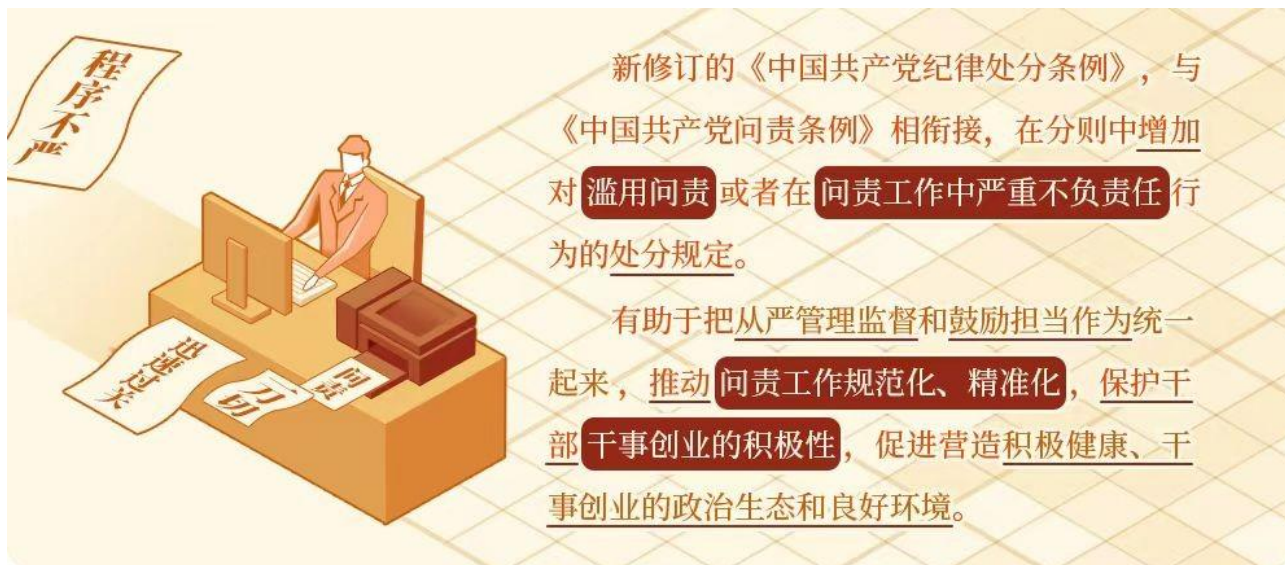 程序不严
迅速过关
一刀切
问责
新修订的《中国共产党纪律处分条例》，与
《中国共产党问责条例》相衔接，在分则中增加
对滥用问责或者在问责工作中严重不负责任行
为的处分规定。
有助于把从严管理监督和鼓励担当作为统一
起来，推动问责工作规范化、精准化，保护干
部干事创业的积极性，促进营造积极健康、干
事创业的政治生态和良好环境。